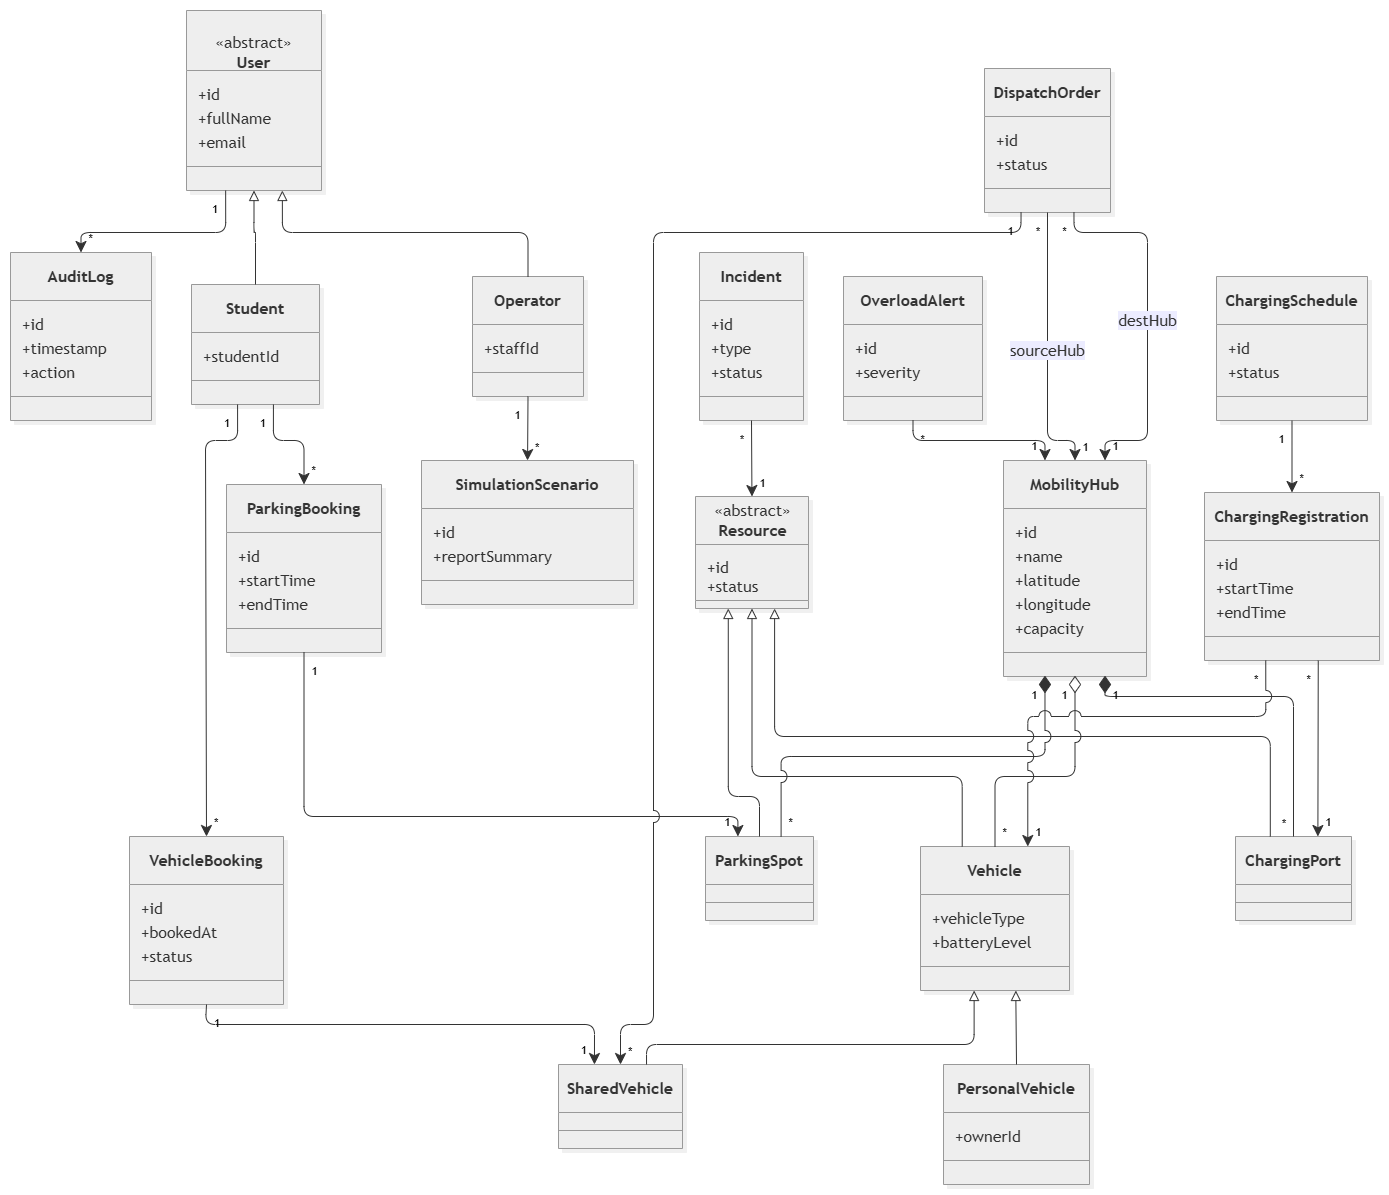 «abstract»
User
+id
+fullName
+email
DispatchOrder
+id
+status
1
*
1
*
*
AuditLog
+id
+timestamp
+action
Student
+studentId
Operator
+staffId
Incident
+id
+type
+status
OverloadAlert
+id
+severity
sourceHub
destHub
ChargingSchedule
+id
+status
1
1
1
*
*
*
*
1
1
1
1
*
1
*
ParkingBooking
+id
+startTime
+endTime
SimulationScenario
+id
+reportSummary
«abstract»
Resource
+id
+status
MobilityHub
+id
+name
+latitude
+longitude
+capacity
ChargingRegistration
+id
+startTime
+endTime
1
1
1
1
*
*
*
1
*
*
1
*
1
ParkingSpot
Vehicle
+vehicleType
+batteryLevel
ChargingPort
VehicleBooking
+id
+bookedAt
+status
1
1
*
SharedVehicle
PersonalVehicle
+ownerId